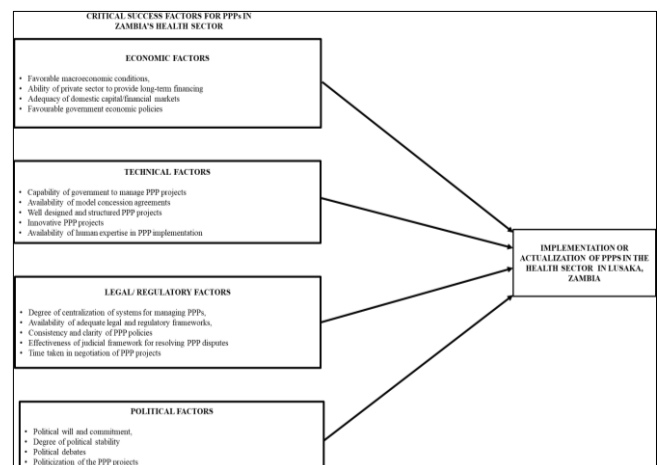 CRITICAL SUCCESS FACTORS FOR PPPs IN
ZAMBIA'S HEALTH SECTOR
ECONOMIC FACTORS
• Favorable macroeconomic conditions,
• Ability of private sector to provide long-term financing
• Adequacy of domestic capital/financial markets
• Favourable government economic policies
TECHNICAL FACTORS
• Capability of government to manage PPP projects
• Availability of model concession agreements
• Well designed and structured PPP projects
• Innovative PPP projects
• Availability of human expertise in PPP implementation
LEGAL/ REGULATORY FACTORS
• Degree of centralization of systems for managing PPPs,
• Availability of adequate legal and regulatory frameworks,
• Consistency and clarity of PPP policies
• Effectiveness of judicial framework for resolving PPP disputes
• Time taken in negotiation of PPP projects
POLITICAL FACTORS
• Political will and commitment,
• Degree of political stability
• Political debates
• Politicization of the PPP projects
IMPLEMENTATION OR
ACTUALIZATION OF PPPS IN THE
HEALTH SECTOR IN LUSAKA,
ZAMBIA